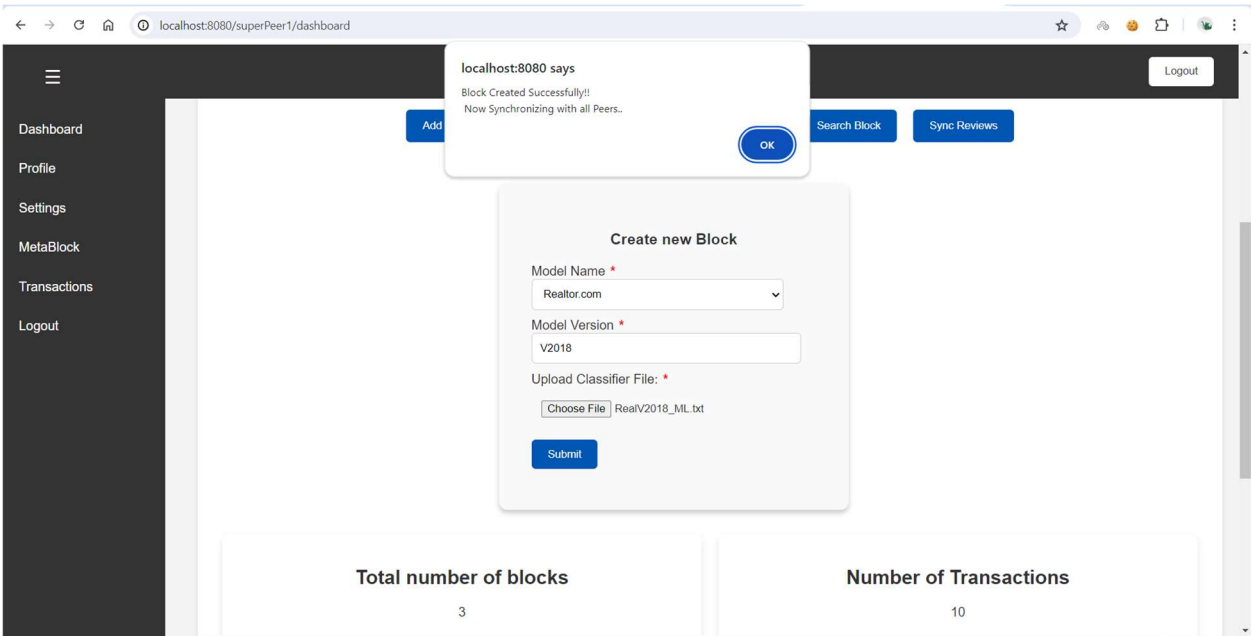 localhost:8080/superPeer1/dashboard
localhost:8080 says
Block Created Successfully!!
Now Synchronizing with all Peers..
OK
Logout
Dashboard
Profile
Settings
MetaBlock
Transactions
Logout
Add
Search Block
Sync Reviews
Create new Block
Model Name *
Realtor.com
Model Version *
V2018
Upload Classifier File: *
Choose File RealV2018_ML.txt
Submit
Total number of blocks
3
Number of Transactions
10